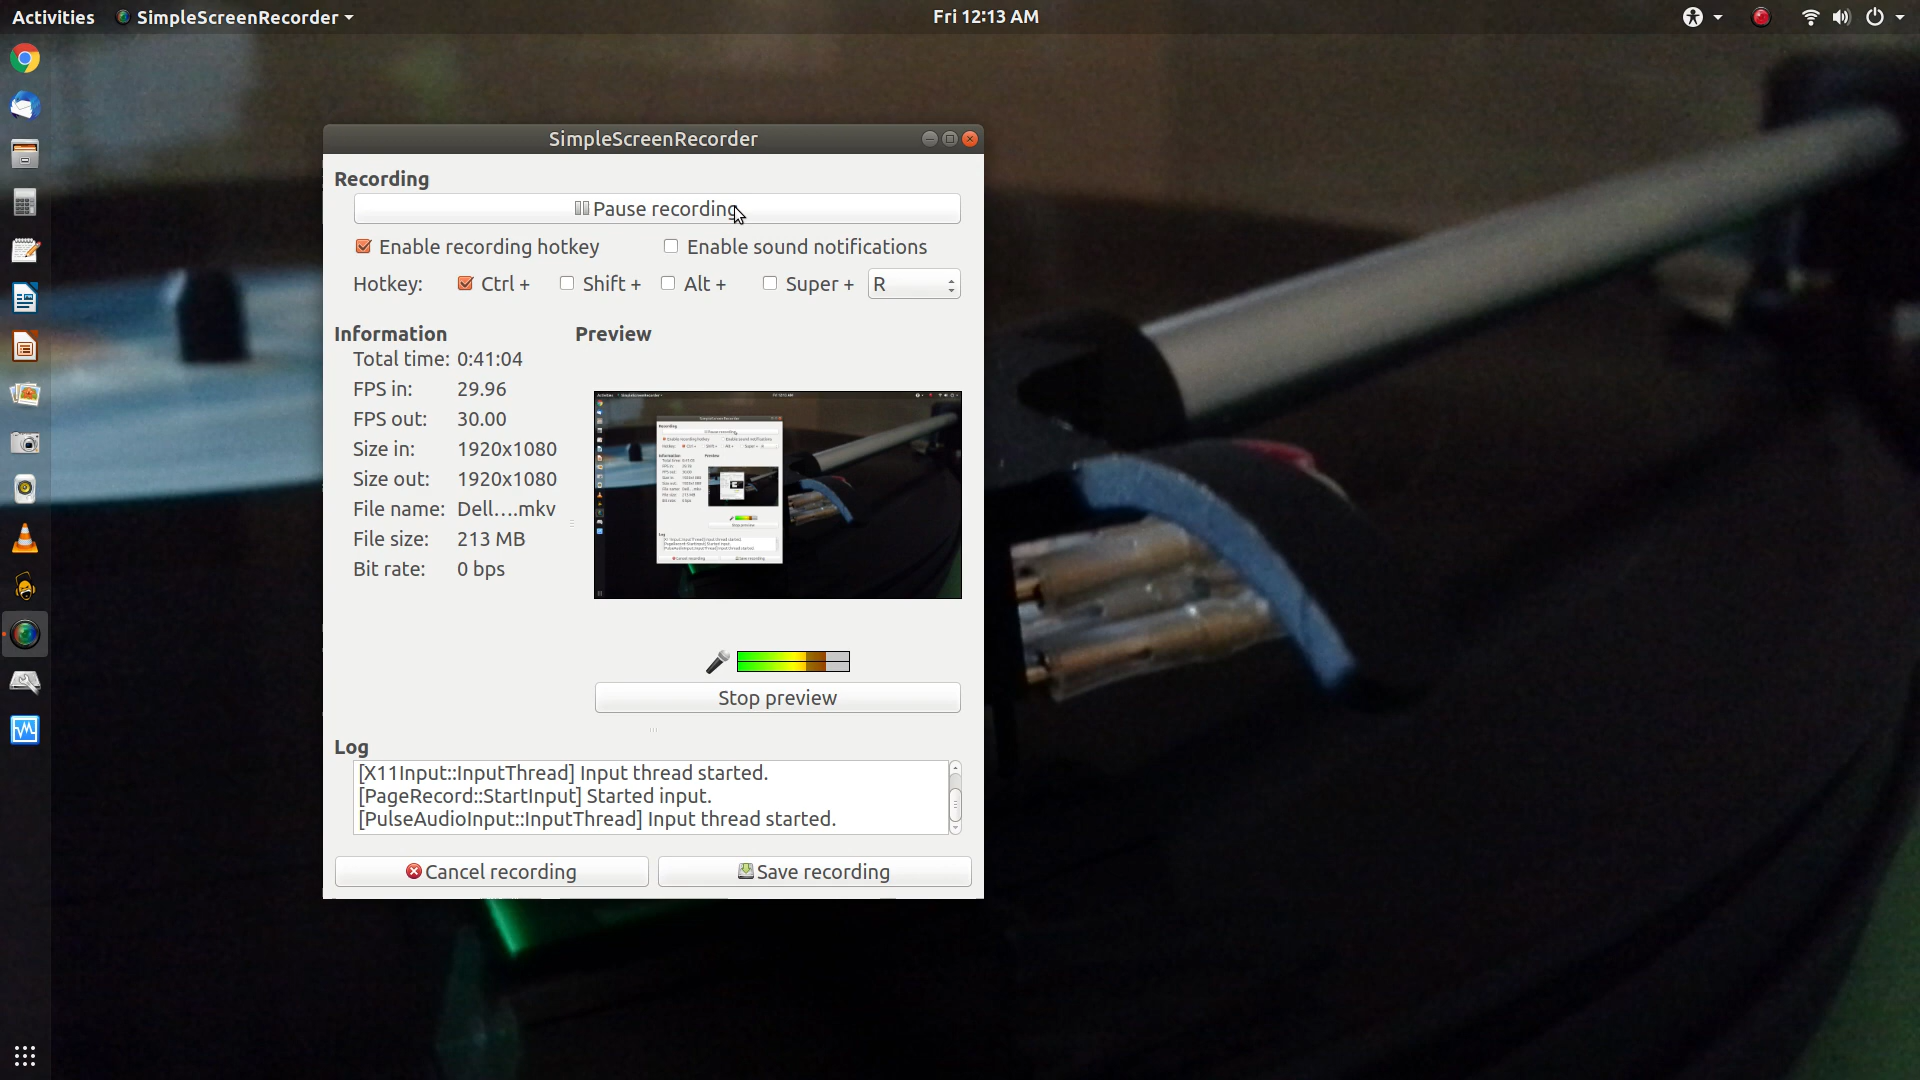 Activities SimpleScreenRecorder Fri 12:13 AM
SimpleScreenRecorder
Recording
Pause recording
Enable recording hotkey Enable sound notifications
Hotkey: Ctrl + Shift + Alt + Super + R
Information Preview
Total time: 0:41:04
FPS in: 29.96
FPS out: 30.00
Size in: 1920x1080
Size out: 1920x1080
File name: Dell....mkv
File size: 213 MB
Bit rate: 0 bps
Stop preview
Log
[X11Input::InputThread] Input thread started.
[PageRecord::StartInput] Started input.
[PulseAudioInput::InputThread] Input thread started.
Cancel recording Save recording